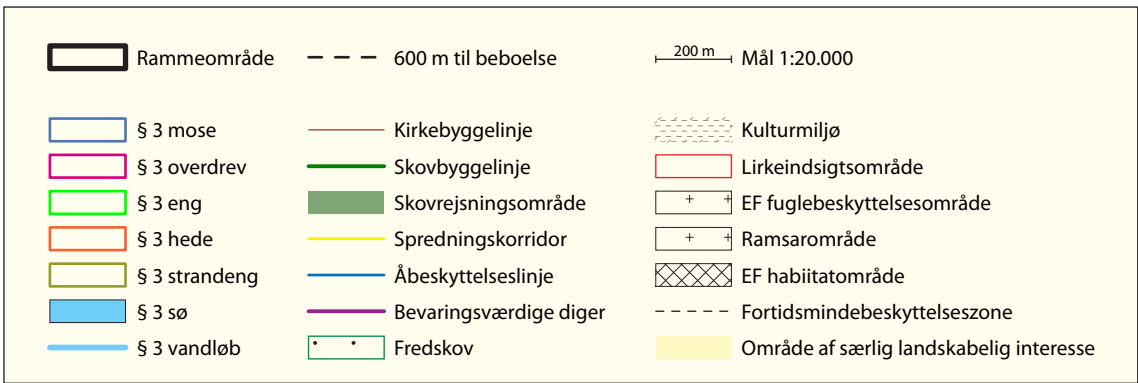 Rammeområde
600 m til beboelse
200 m
Mål 1:20.000
§ 3 mose
Kirkebyggelinje
Kulturmiljø
§ 3 overdrev
Skovbyggelinje
Lirkeindsigtsområde
§ 3 eng
Skovrejsningsområde
EF fuglebeskyttelsesområde
§ 3 hede
Spredningskorridor
Ramsarområde
§ 3 strandeng
Åbeskyttelseslinje
EF habiitatområde
§ 3 sø
Bevaringsværdige diger
Fortidsmindebeskyttelseszone
§ 3 vandløb
Fredskov
Område af særlig landskabelig interesse